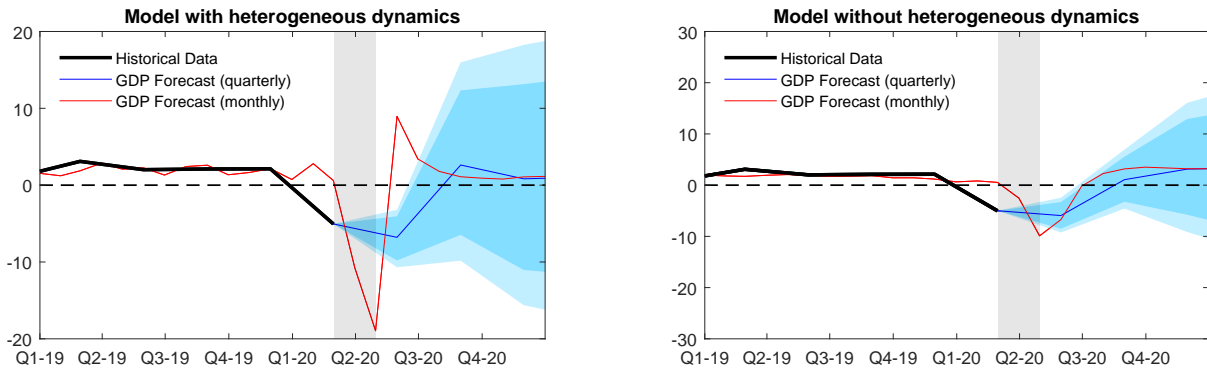 Model with heterogeneous dynamics
20
10
0
-10
-20
Historical Data
GDP Forecast (quarterly)
GDP Forecast (monthly)
Q1-19 Q2-19 Q3-19 Q4-19 Q1-20 Q2-20 Q3-20 Q4-20
Model without heterogeneous dynamics
30
20
10
0
-10
-20
-30
Historical Data
GDP Forecast (quarterly)
GDP Forecast (monthly)
Q1-19 Q2-19 Q3-19 Q4-19 Q1-20 Q2-20 Q3-20 Q4-20